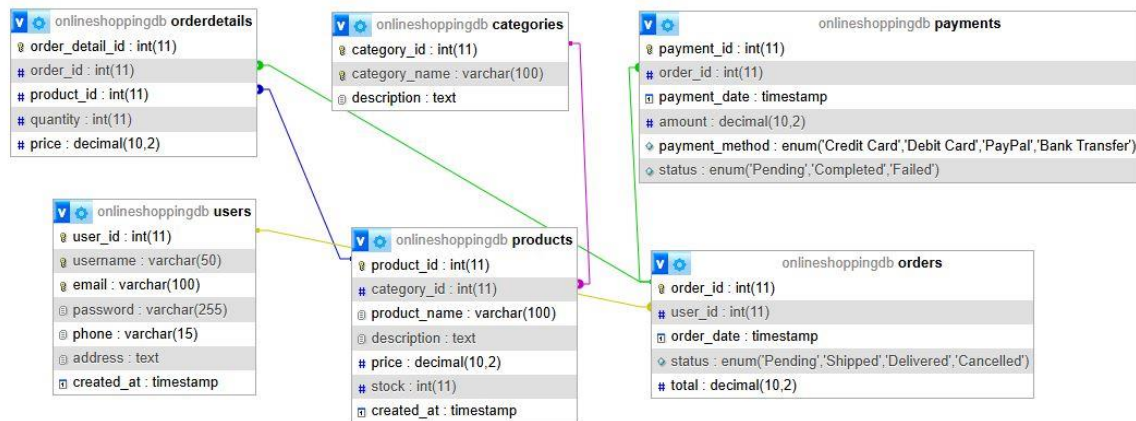 onlineshoppingdb orderdetails
order_detail_id : int(11)
order_id : int(11)
product_id : int(11)
quantity : int(11)
price : decimal(10,2)
onlineshoppingdb categories
category_id : int(11)
category_name : varchar(100)
description : text
onlineshoppingdb payments
payment_id : int(11)
order_id : int(11)
payment_date : timestamp
amount : decimal(10,2)
payment_method : enum('Credit Card','Debit Card','PayPal','Bank Transfer')
status : enum('Pending','Completed','Failed')
onlineshoppingdb users
user_id : int(11)
username : varchar(50)
email : varchar(100)
password : varchar(255)
phone : varchar(15)
address : text
created_at : timestamp
onlineshoppingdb products
product_id : int(11)
category_id : int(11)
product_name : varchar(100)
description : text
price : decimal(10,2)
stock : int(11)
created_at : timestamp
onlineshoppingdb orders
order_id : int(11)
user_id : int(11)
order_date : timestamp
status : enum('Pending','Shipped','Delivered','Cancelled')
total : decimal(10,2)